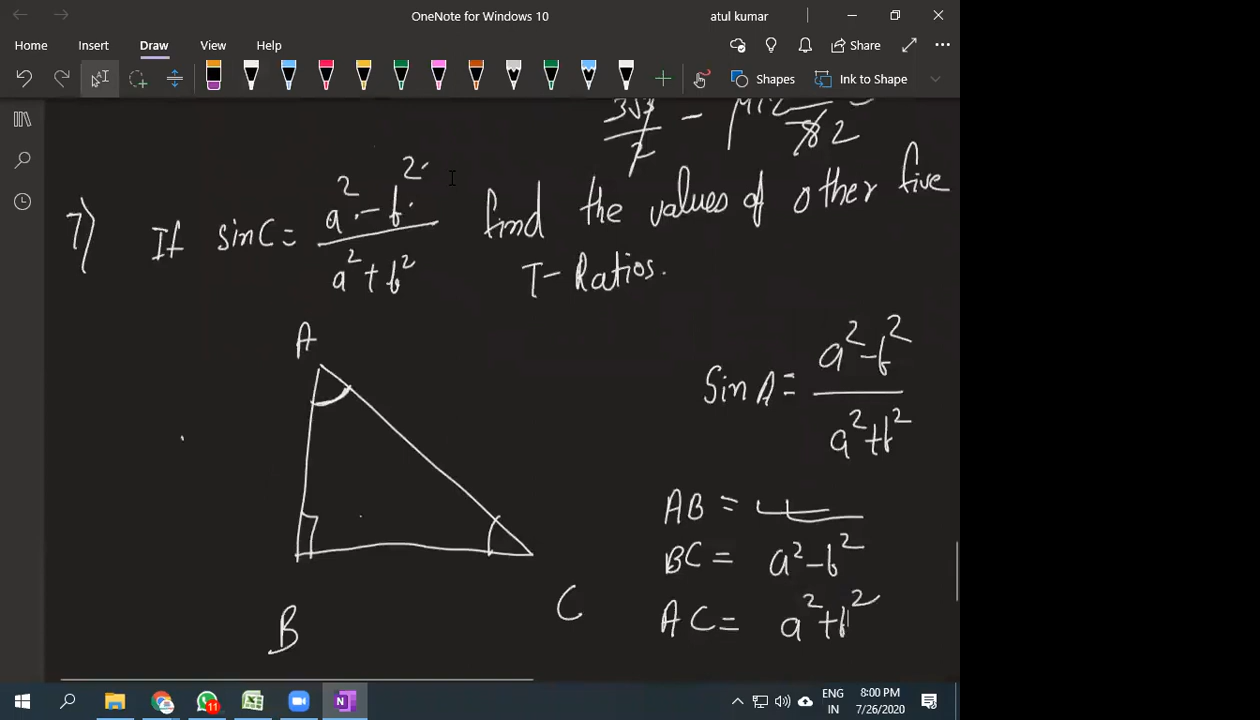 OneNote for Windows 10
atul kumar
Home Insert Draw View Help
Share
Shapes
Ink to Shape
7) If sinC = (a² - b²)/(a² + b²) find the values of other five
T-Ratios.
A
Sin A = (a² - b²)/(a² + b²)
AB =
BC = a² - b²
AC = a² + b²
C
B
11
ENG
IN
8:00 PM
7/26/2020